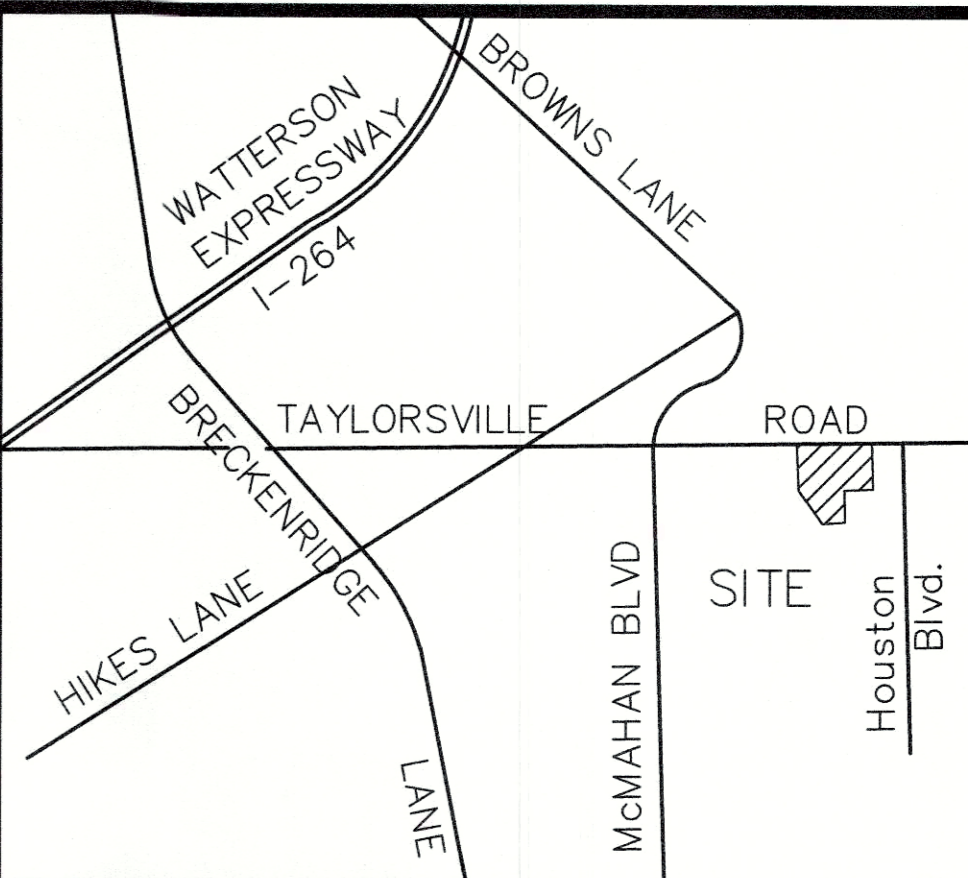 BROWNS LANE
WATTERSON
EXPRESSWAY
I-264
TAYLORSVILLE ROAD
BRECKENRIDGE
LANE
HIKES LANE
McMAHAN BLVD
SITE
Houston
Blvd.